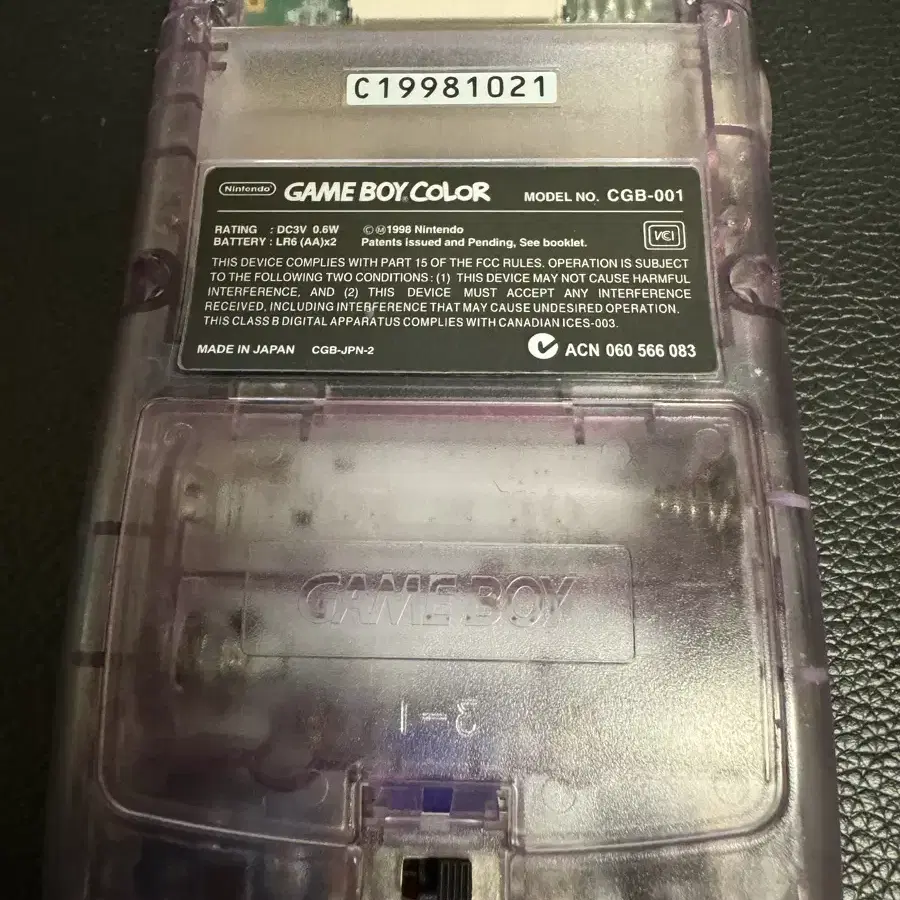 C19981021
Nintendo GAME BOY COLOR MODEL NO. CGB-001
RATING : DC3V 0.6W ©Ⓜ1998 Nintendo
BATTERY : LR6 (AA)x2 Patents issued and Pending, See booklet.
VCI
THIS DEVICE COMPLIES WITH PART 15 OF THE FCC RULES. OPERATION IS SUBJECT
TO THE FOLLOWING TWO CONDITIONS: (1) THIS DEVICE MAY NOT CAUSE HARMFUL
INTERFERENCE, AND (2) THIS DEVICE MUST ACCEPT ANY INTERFERENCE
RECEIVED, INCLUDING INTERFERENCE THAT MAY CAUSE UNDESIRED OPERATION.
THIS CLASS B DIGITAL APPARATUS COMPLIES WITH CANADIAN ICES-003.
MADE IN JAPAN CGB-JPN-2 ACN 060 566 083
GAME BOY
3-1